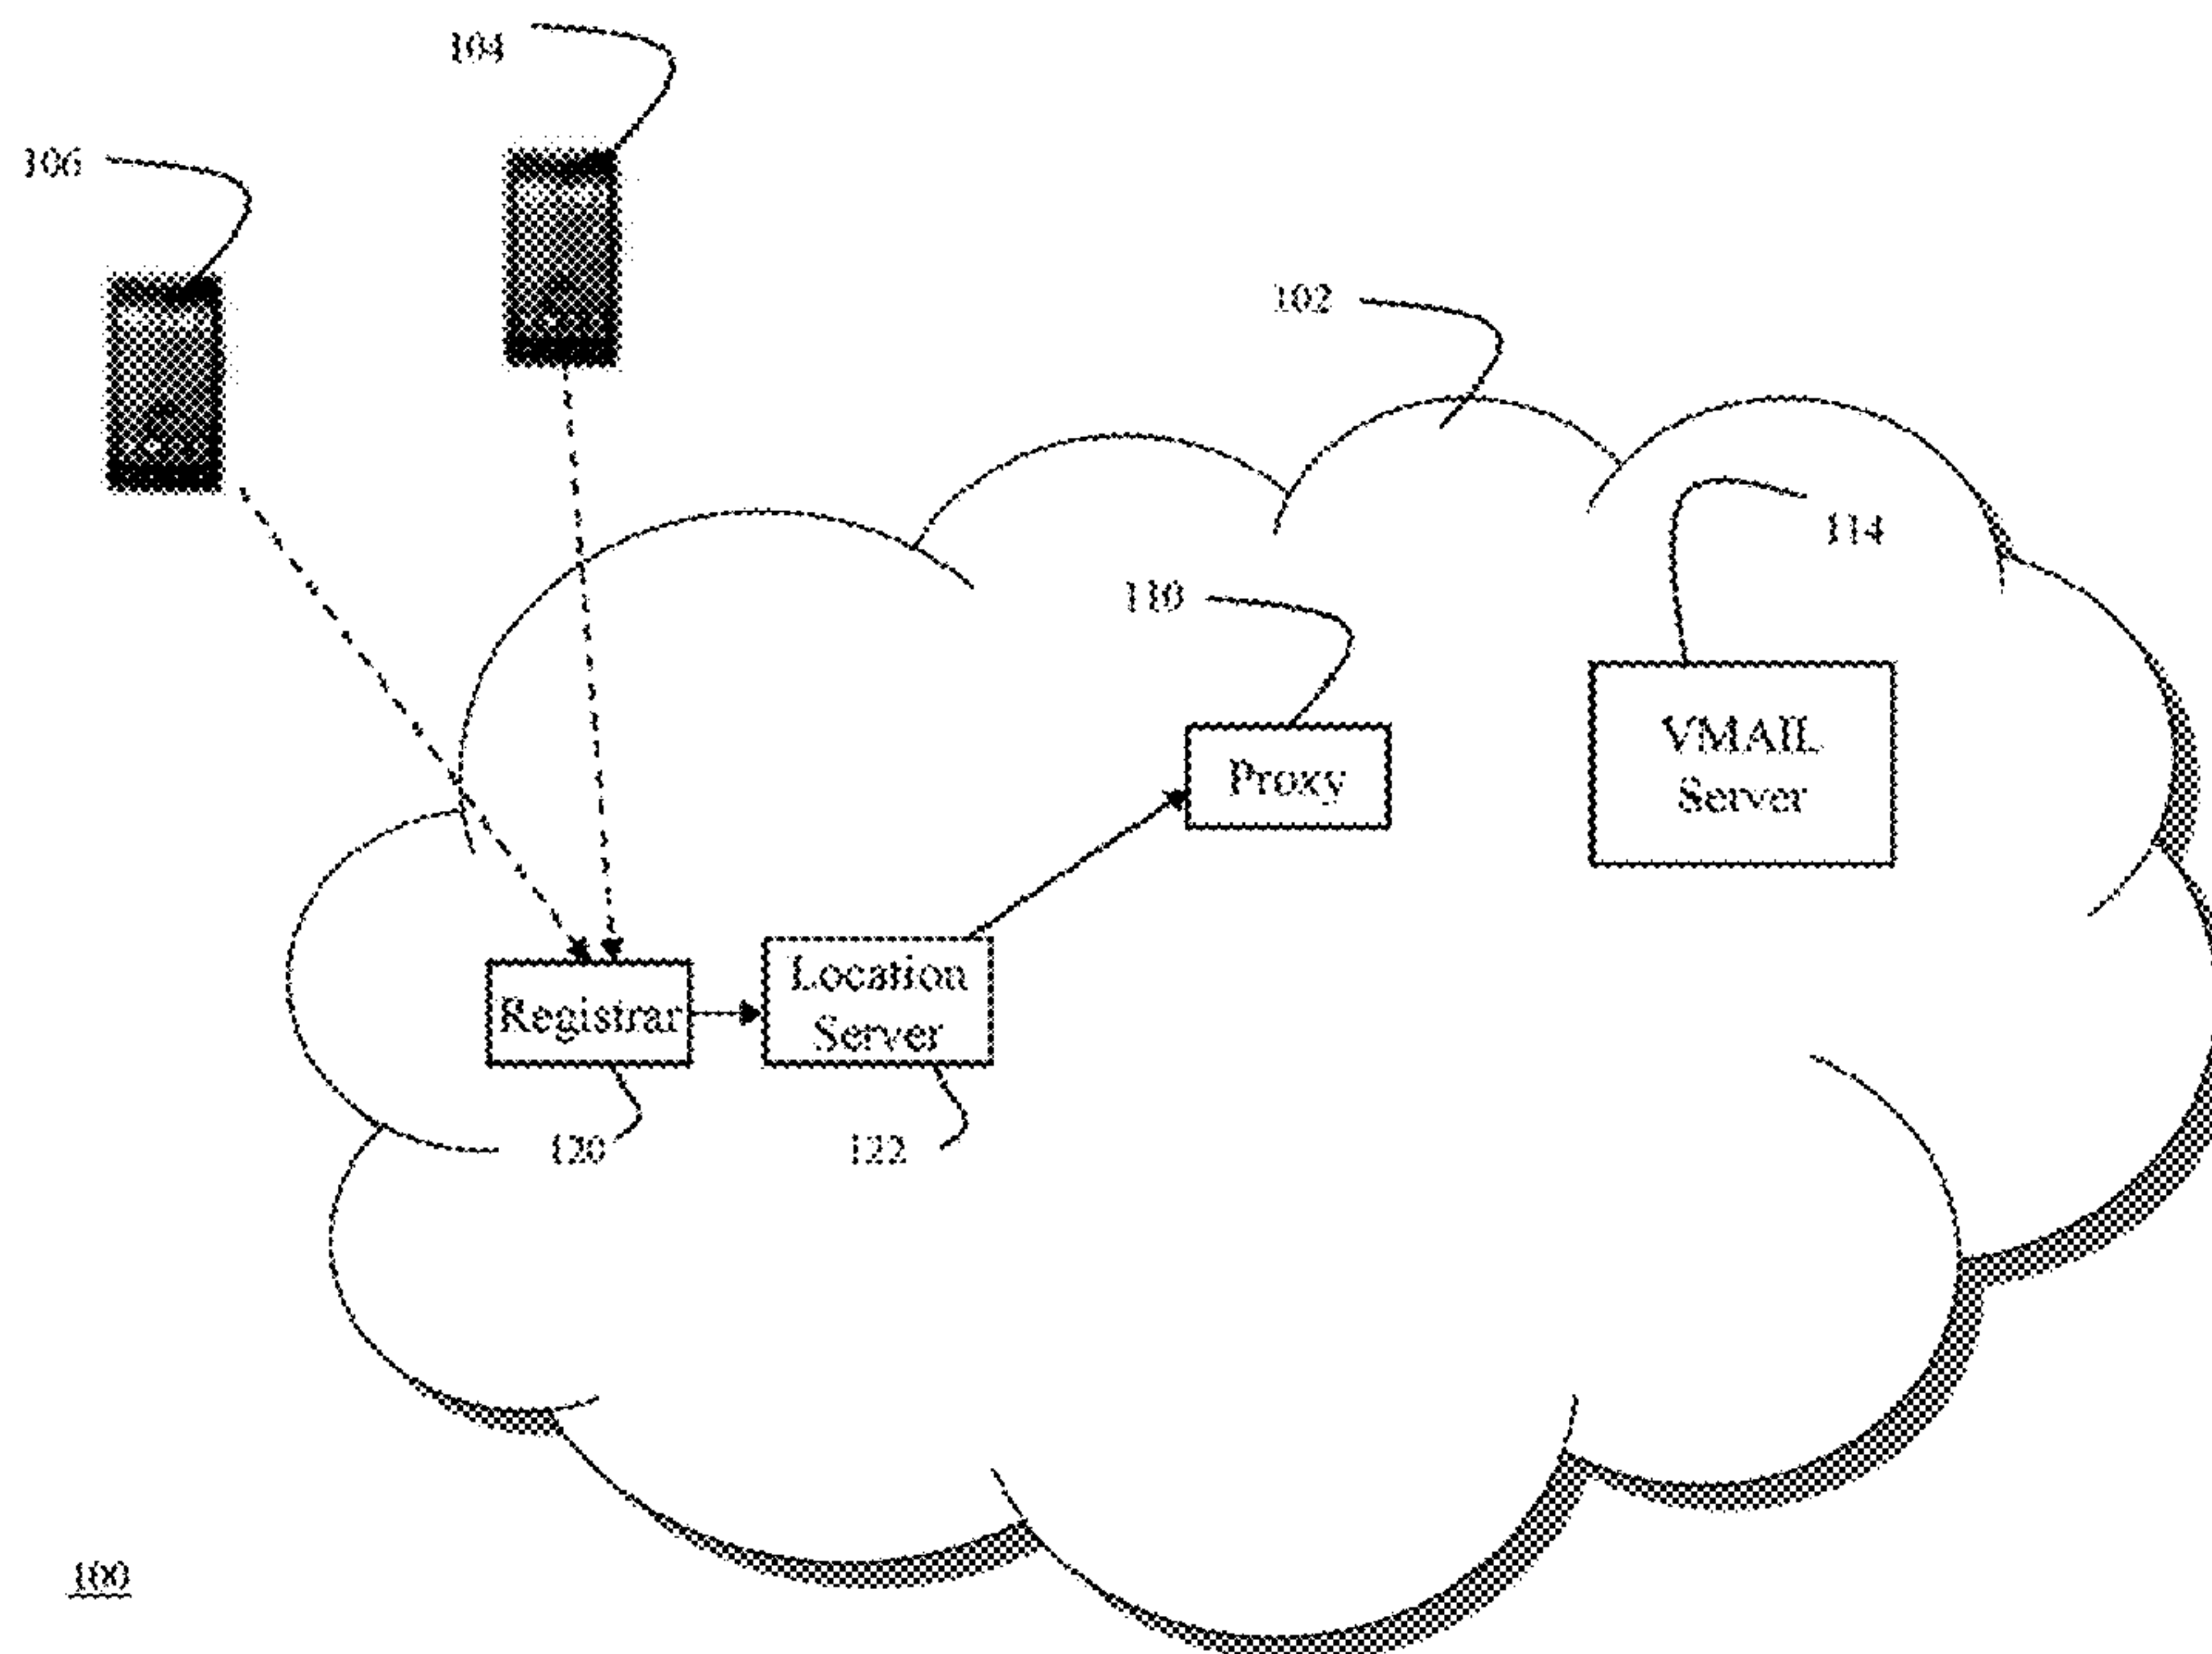 104
106
102
114
110
VMAIL
Server
Proxy
Location
Server
Registrar
120
122
100